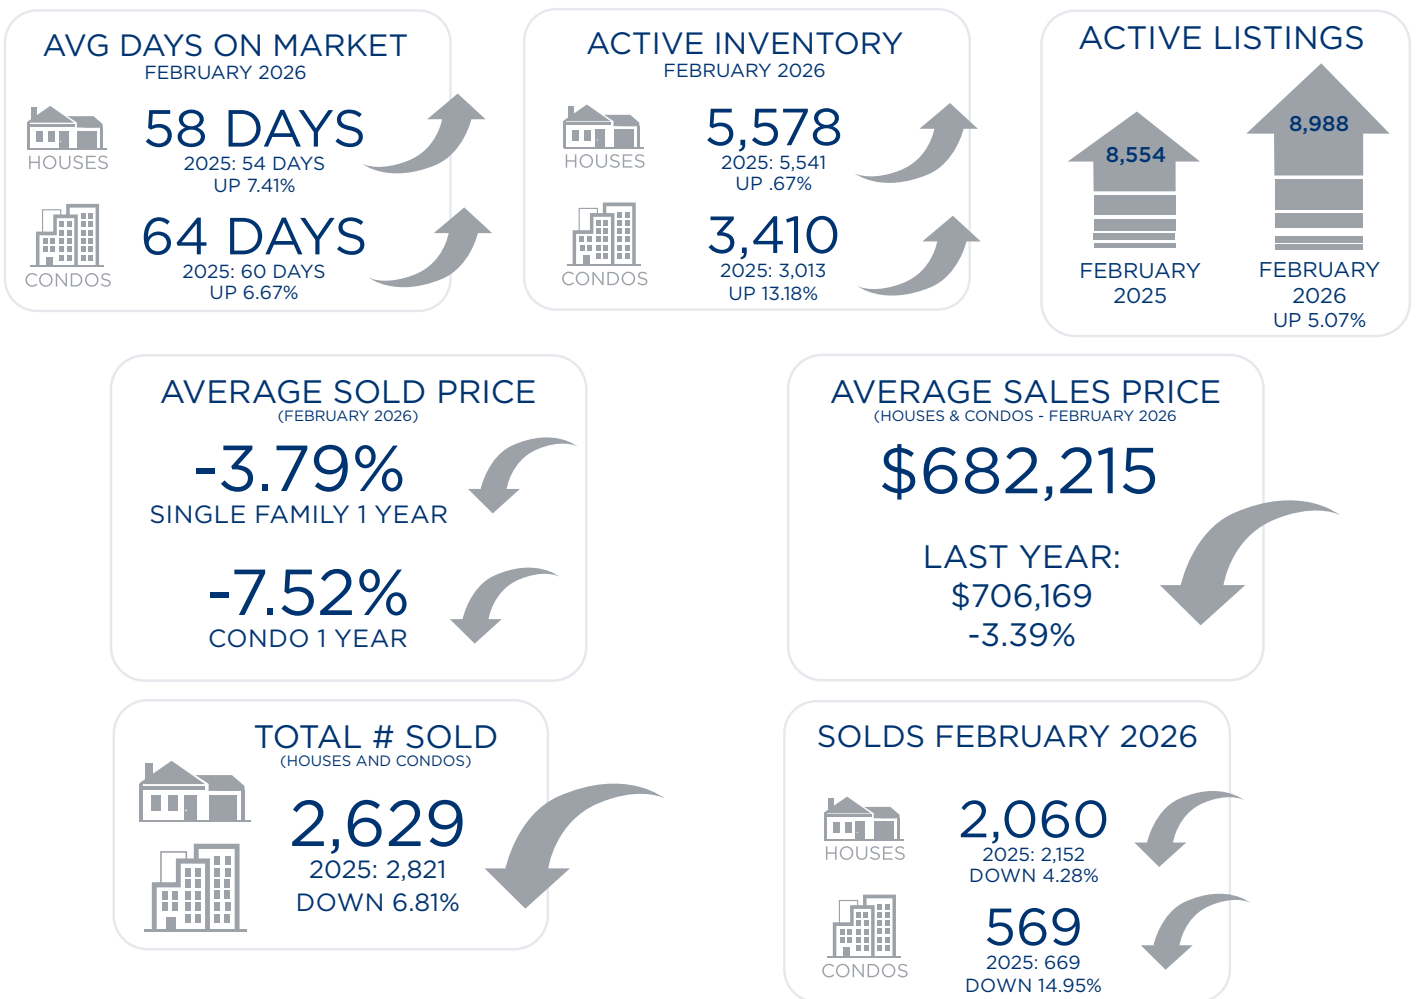 AVG DAYS ON MARKET
FEBRUARY 2026
58 DAYS
HOUSES
2025: 54 DAYS
UP 7.41%
64 DAYS
CONDOS
2025: 60 DAYS
UP 6.67%
ACTIVE INVENTORY
FEBRUARY 2026
5,578
HOUSES
2025: 5,541
UP .67%
3,410
CONDOS
2025: 3,013
UP 13.18%
ACTIVE LISTINGS
8,554
FEBRUARY
2025
8,988
FEBRUARY
2026
UP 5.07%
AVERAGE SOLD PRICE
(FEBRUARY 2026)
-3.79%
SINGLE FAMILY 1 YEAR
-7.52%
CONDO 1 YEAR
AVERAGE SALES PRICE
(HOUSES & CONDOS - FEBRUARY 2026
$682,215
LAST YEAR:
$706,169
-3.39%
TOTAL # SOLD
(HOUSES AND CONDOS)
2,629
2025: 2,821
DOWN 6.81%
SOLDS FEBRUARY 2026
2,060
HOUSES
2025: 2,152
DOWN 4.28%
569
CONDOS
2025: 669
DOWN 14.95%